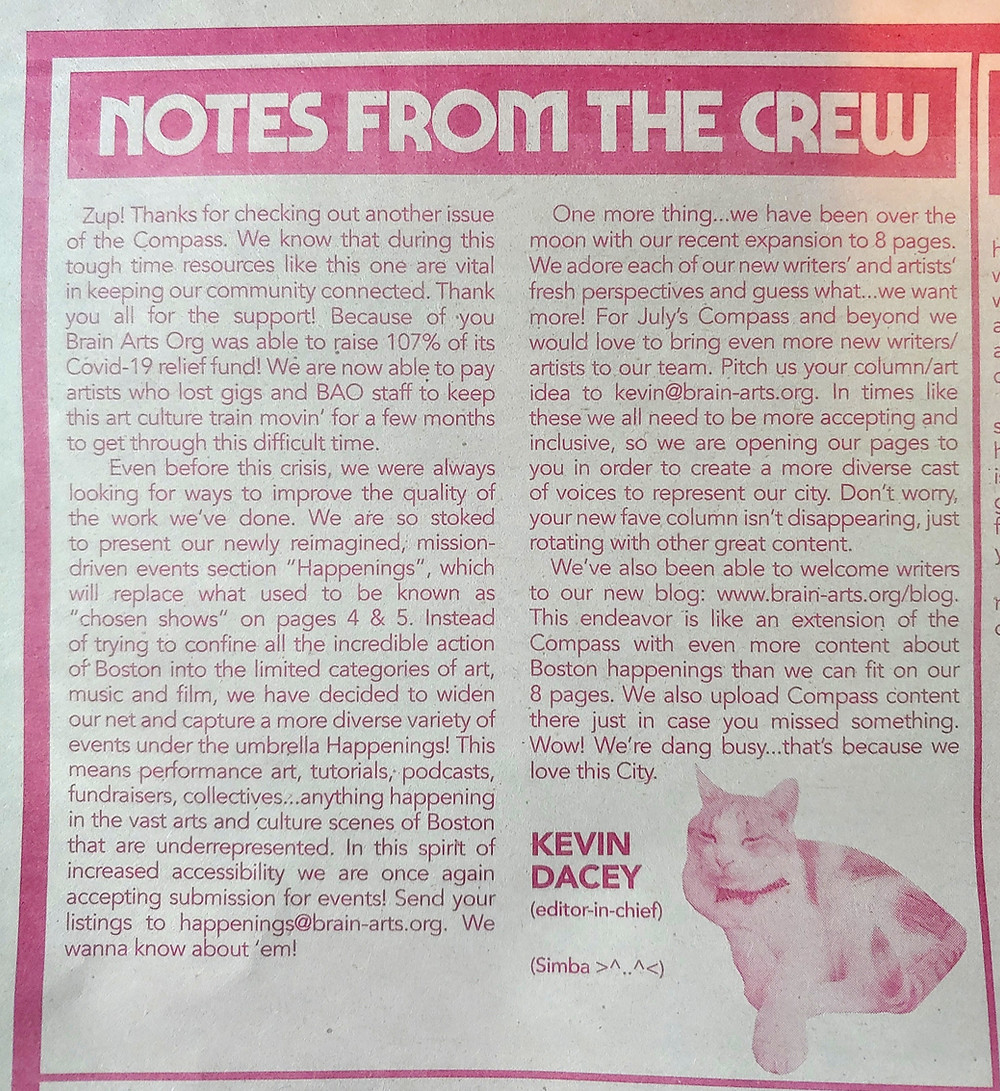 NOTES FROM THE CREW
Zup! Thanks for checking out another issue
of the Compass. We know that during this
tough time resources like this one are vital
in keeping our community connected. Thank
you all for the support! Because of you
Brain Arts Org was able to raise 107% of its
Covid-19 relief fund! We are now able to pay
artists who lost gigs and BAO staff to keep
this art culture train movin' for a few months
to get through this difficult time.
Even before this crisis, we were always
looking for ways to improve the quality of
the work we've done. We are so stoked
to present our newly reimagined, mission-
driven events section "Happenings", which
will replace what used to be known as
"chosen shows" on pages 4 & 5. Instead
of trying to confine all the incredible action
of Boston into the limited categories of art,
music and film, we have decided to widen
our net and capture a more diverse variety of
events under the umbrella Happenings! This
means performance art, tutorials, podcasts,
fundraisers, collectives...anything happening
in the vast arts and culture scenes of Boston
that are underrepresented. In this spirit of
increased accessibility we are once again
accepting submission for events! Send your
listings to happenings@brain-arts.org. We
wanna know about 'em!
One more thing...we have been over the
moon with our recent expansion to 8 pages.
We adore each of our new writers' and artists'
fresh perspectives and guess what...we want
more! For July's Compass and beyond we
would love to bring even more new writers/
artists to our team. Pitch us your column/art
idea to kevin@brain-arts.org. In times like
these we all need to be more accepting and
inclusive, so we are opening our pages to
you in order to create a more diverse cast
of voices to represent our city. Don't worry,
your new fave column isn't disappearing, just
rotating with other great content.
We've also been able to welcome writers
to our new blog: www.brain-arts.org/blog.
This endeavor is like an extension of the
Compass with even more content about
Boston happenings than we can fit on our
8 pages. We also upload Compass content
there just in case you missed something.
Wow! We're dang busy...that's because we
love this City.
KEVIN
DACEY
(editor-in-chief)
(Simba >^..^<)